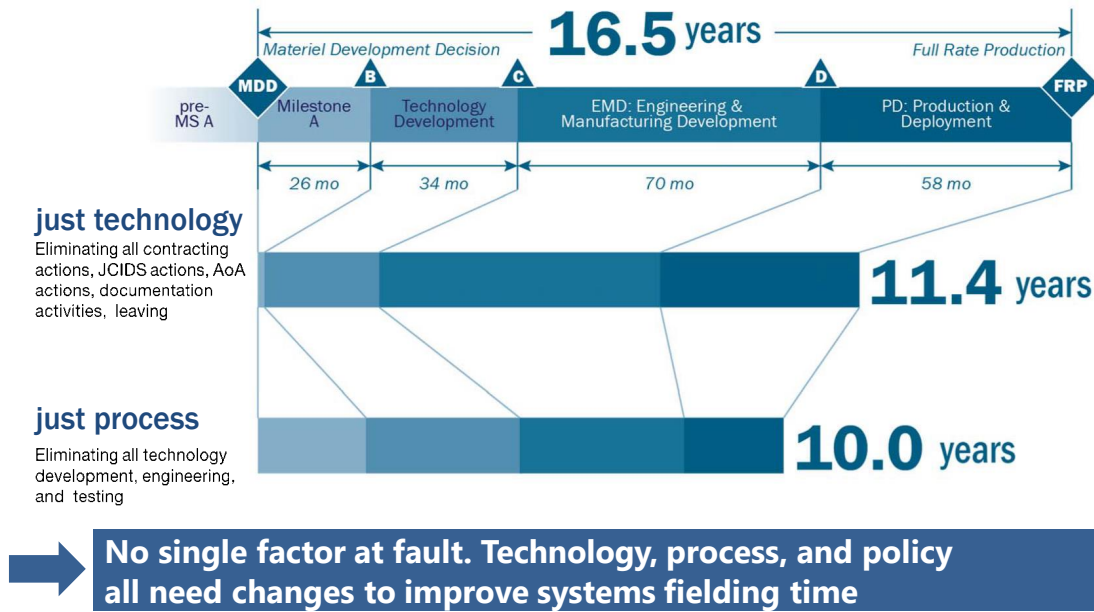 16.5 years
Materiel Development Decision
Full Rate Production
MDD
B
C
D
FRP
pre-
MS A
Milestone
A
Technology
Development
EMD: Engineering &
Manufacturing Development
PD: Production &
Deployment
26 mo
34 mo
70 mo
58 mo
just technology
Eliminating all contracting
actions, JCIDS actions, AoA
actions, documentation
activities, leaving
11.4 years
just process
Eliminating all technology
development, engineering,
and testing
10.0 years
No single factor at fault. Technology, process, and policy
all need changes to improve systems fielding time